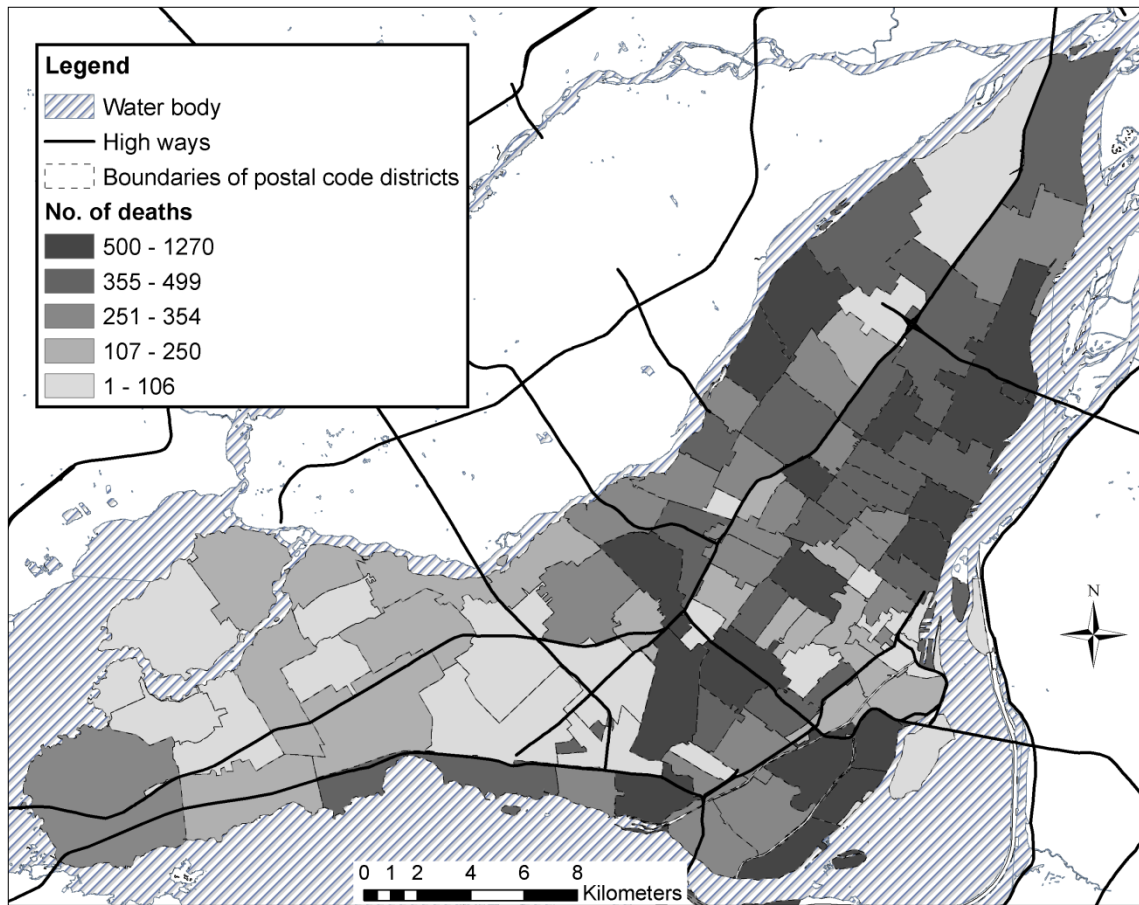 Legend
Water body
High ways
Boundaries of postal code districts
No. of deaths
500 - 1270
355 - 499
251 - 354
107 - 250
1 - 106
N
0 1 2 4 6 8
Kilometers